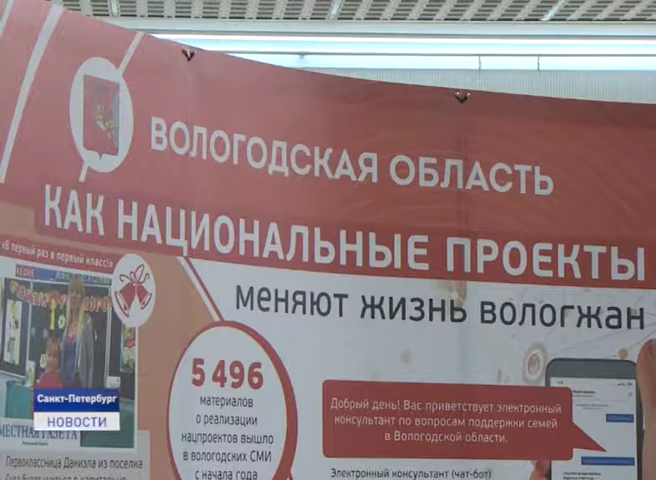 ВОЛОГОДСКАЯ ОБЛАСТЬ
КАК НАЦИОНАЛЬНЫЕ ПРОЕКТЫ
МЕНЯЮТ ЖИЗНЬ ВОЛОГЖАН
«В первый раз в первый класс!»
5 496
материалов
о реализации
нацпроектов вышло
в вологодских СМИ
с начала года
Добрый день! Вас приветствует электронный
консультант по вопросам поддержки семей
в Вологодской области.
Электронный консультант (чат-бот)
Санкт-Петербург
НОВОСТИ
МЕСТНАЯ ГАЗЕТА
Первоклассница Даниэла из поселка